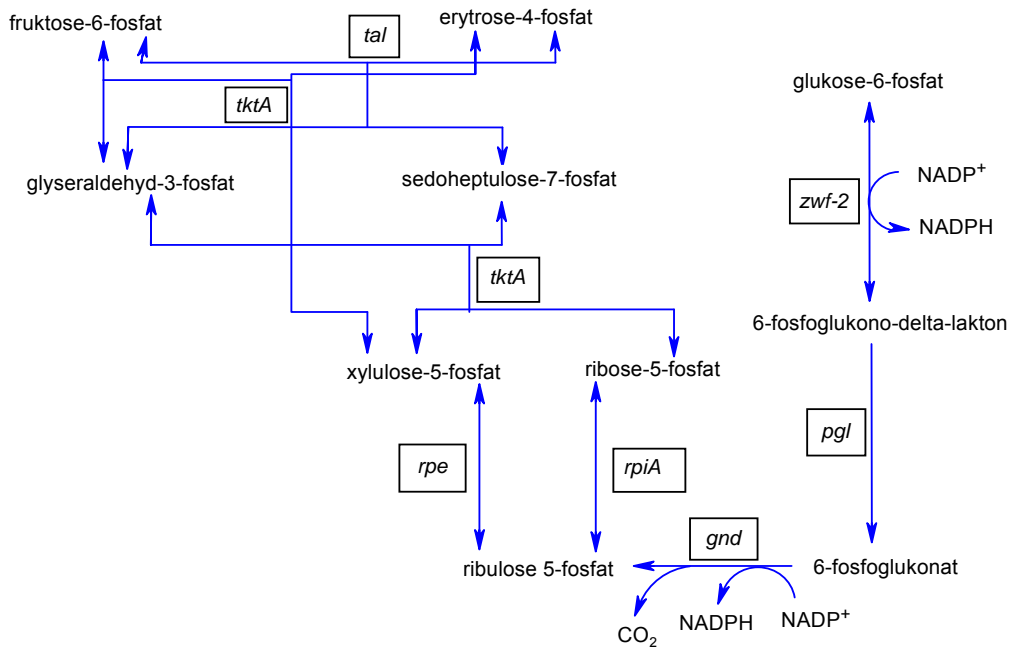 fruktose-6-fosfat
erytrose-4-fosfat
tal
glukose-6-fosfat
tktA
glyseraldehyd-3-fosfat
sedoheptulose-7-fosfat
NADP+
zwf-2
NADPH
tktA
6-fosfoglukono-delta-lakton
xylulose-5-fosfat
ribose-5-fosfat
pgl
rpe
rpiA
gnd
ribulose 5-fosfat
6-fosfoglukonat
CO2
NADPH
NADP+